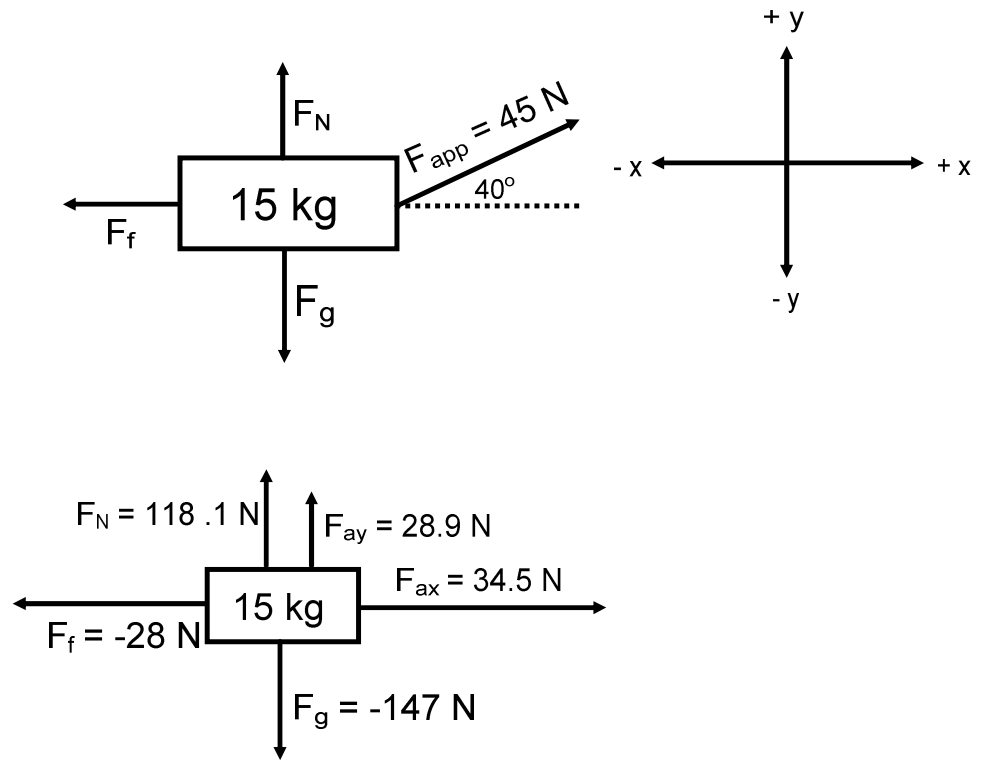 + y
F_N
F_app = 45 N
- x
+ x
40º
15 kg
F_f
F_g
- y
F_N = 118 .1 N
F_ay = 28.9 N
F_ax = 34.5 N
15 kg
F_f = -28 N
F_g = -147 N